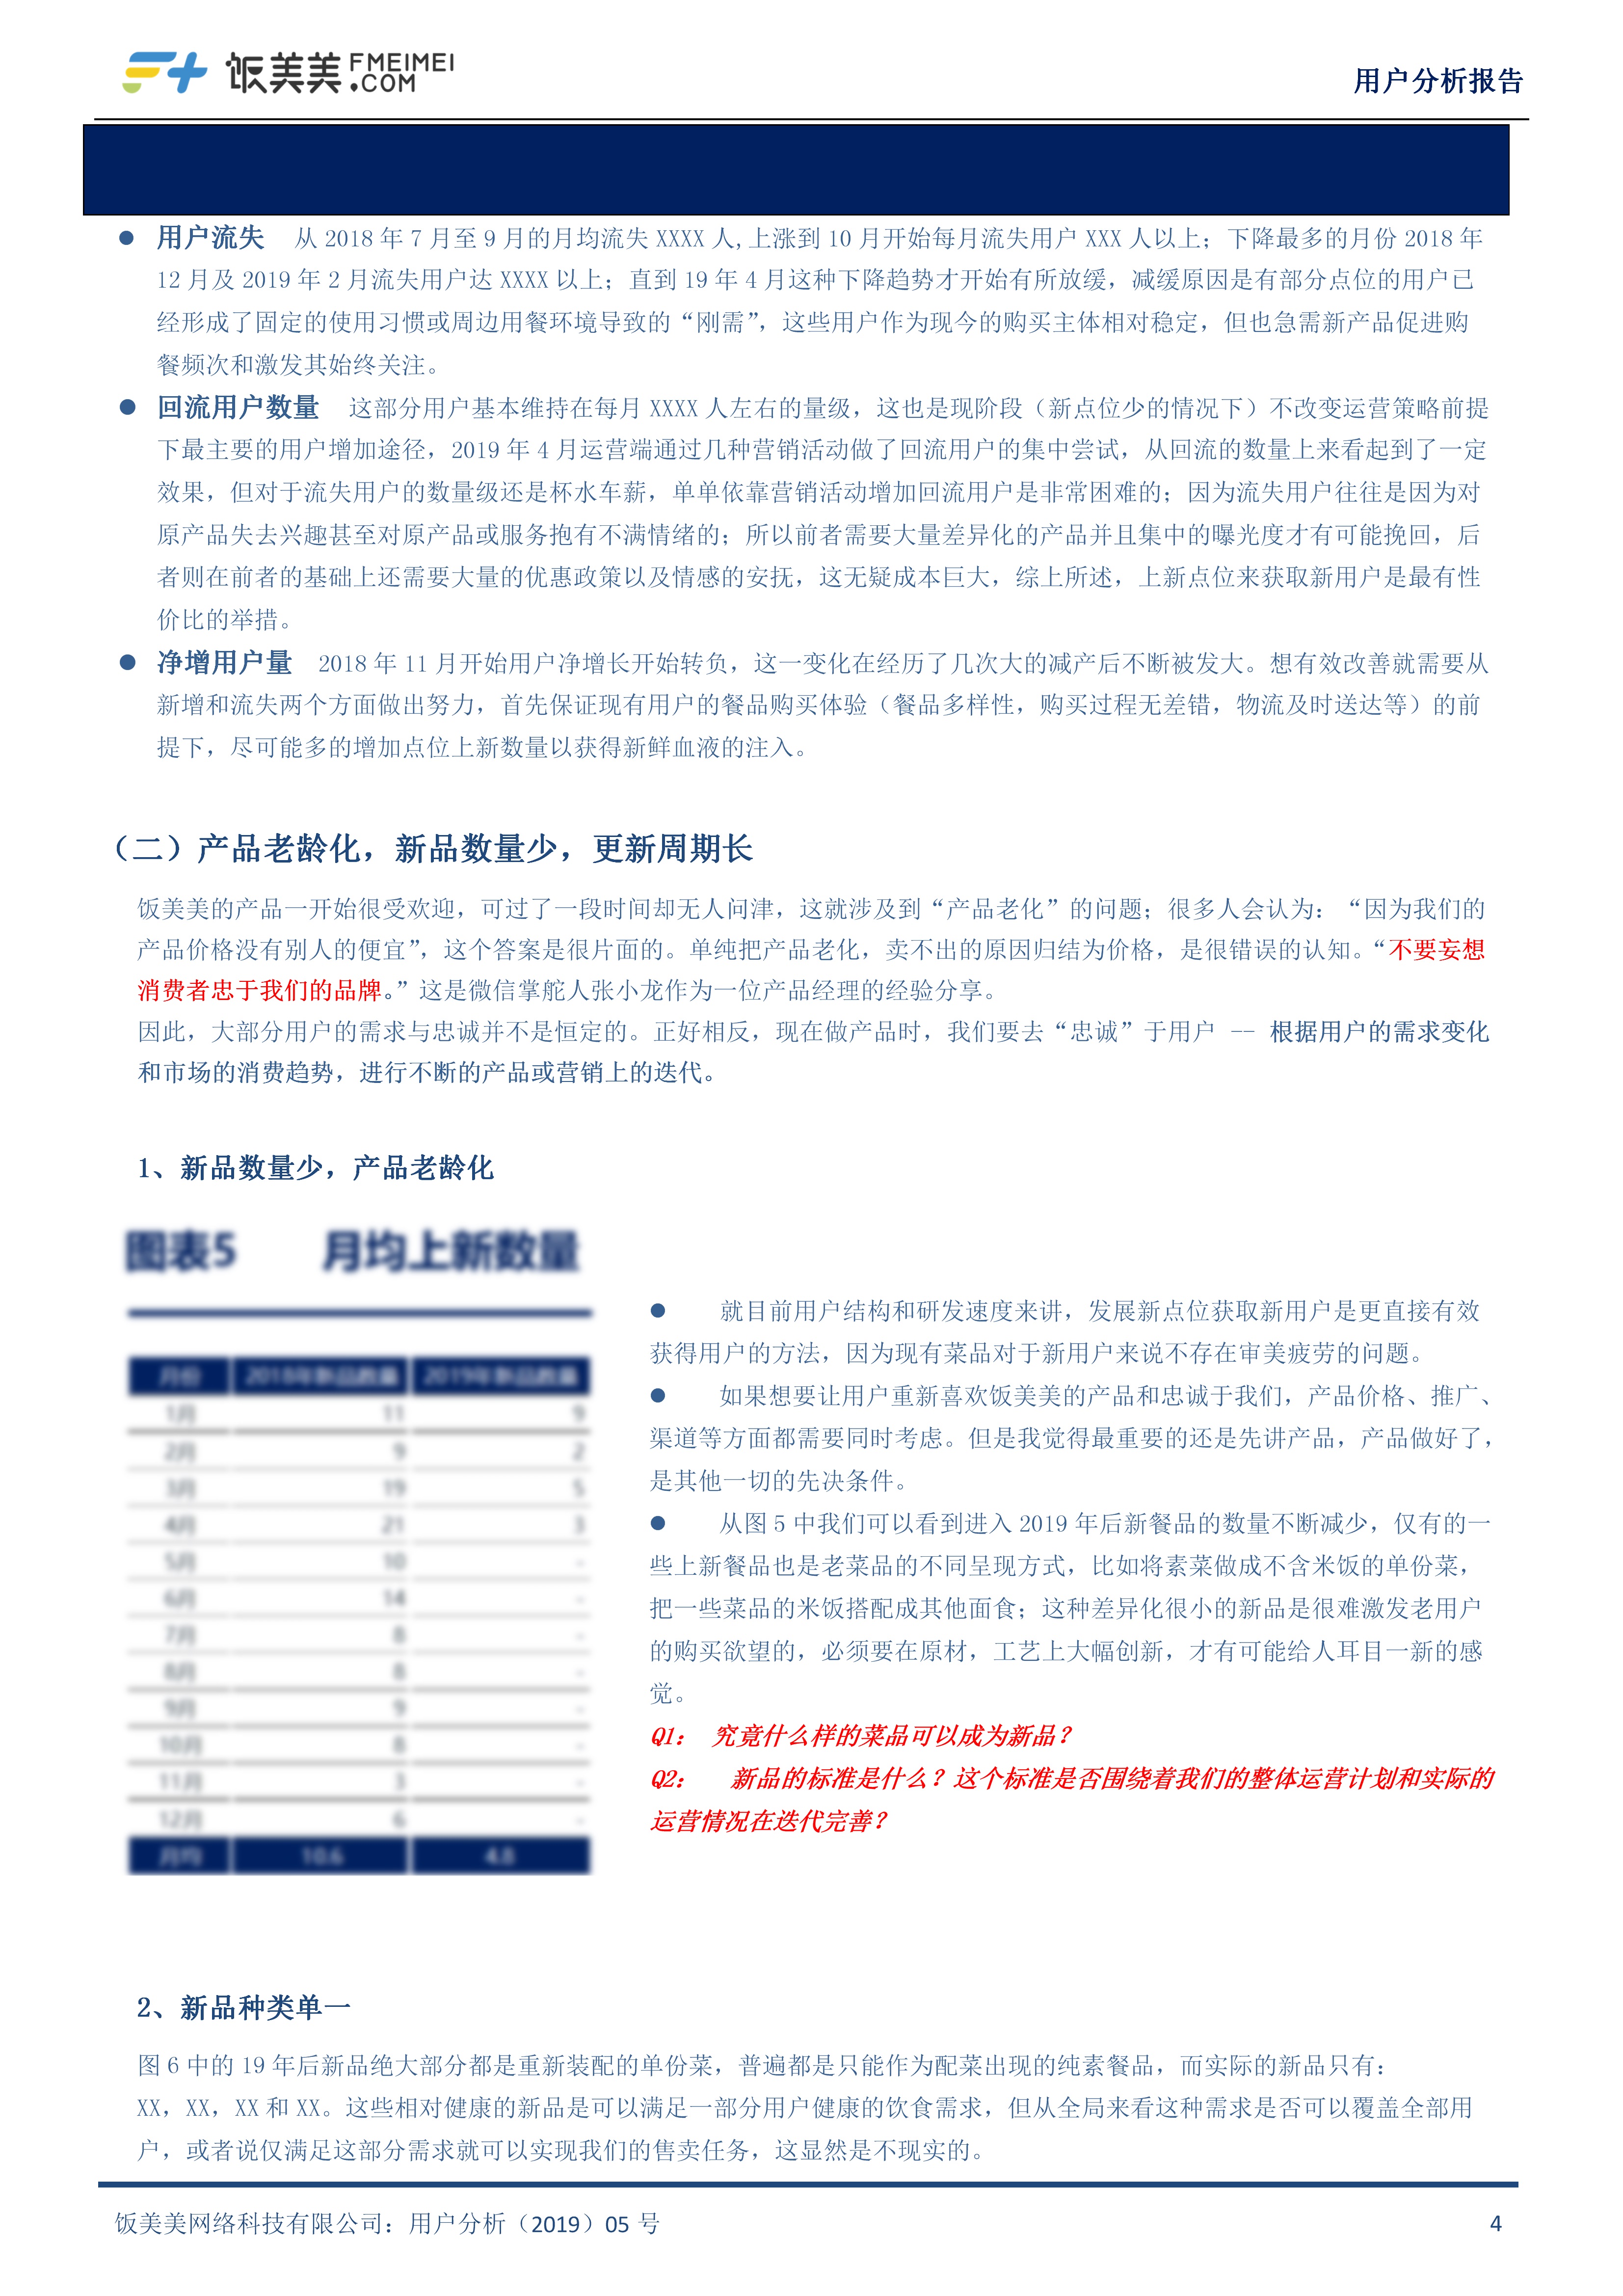 饭美美 FMEIMEI.COM
用户分析报告
● 用户流失 从 2018 年 7 月至 9 月的月均流失 XXXX 人,上涨到 10 月开始每月流失用户 XXX 人以上；下降最多的月份 2018 年
12 月及 2019 年 2 月流失用户达 XXXX 以上；直到 19 年 4 月这种下降趋势才开始有所放缓，减缓原因是有部分点位的用户已
经形成了固定的使用习惯或周边用餐环境导致的“刚需”，这些用户作为现今的购买主体相对稳定，但也急需新产品促进购
餐频次和激发其始终关注。
● 回流用户数量 这部分用户基本维持在每月 XXXX 人左右的量级，这也是现阶段（新点位少的情况下）不改变运营策略前提
下最主要的用户增加途径，2019 年 4 月运营端通过几种营销活动做了回流用户的集中尝试，从回流的数量上来看起到了一定
效果，但对于流失用户的数量级还是杯水车薪，单单依靠营销活动增加回流用户是非常困难的；因为流失用户往往是因为对
原产品失去兴趣甚至对原产品或服务抱有不满情绪的；所以前者需要大量差异化的产品并且集中的曝光度才有可能挽回，后
者则在前者的基础上还需要大量的优惠政策以及情感的安抚，这无疑成本巨大，综上所述，上新点位来获取新用户是最有性
价比的举措。
● 净增用户量 2018 年 11 月开始用户净增长开始转负，这一变化在经历了几次大的减产后不断被发大。想有效改善就需要从
新增和流失两个方面做出努力，首先保证现有用户的餐品购买体验（餐品多样性，购买过程无差错，物流及时送达等）的前
提下，尽可能多的增加点位上新数量以获得新鲜血液的注入。
（二）产品老龄化，新品数量少，更新周期长
饭美美的产品一开始很受欢迎，可过了一段时间却无人问津，这就涉及到“产品老化”的问题；很多人会认为：“因为我们的
产品价格没有别人的便宜”，这个答案是很片面的。单纯把产品老化，卖不出的原因归结为价格，是很错误的认知。“不要妄想
消费者忠于我们的品牌。”这是微信掌舵人张小龙作为一位产品经理的经验分享。
因此，大部分用户的需求与忠诚并不是恒定的。正好相反，现在做产品时，我们要去“忠诚”于用户 -- 根据用户的需求变化
和市场的消费趋势，进行不断的产品或营销上的迭代。
1、新品数量少，产品老龄化
图表5 月均上新数量
月份 2018年新品数量 2019年新品数量
1月 11 9
2月 9 2
3月 19 5
4月 21 3
5月 10 -
6月 14 -
7月 8 -
8月 8 -
9月 9 -
10月 8 -
11月 3 -
12月 6 -
月均 10.6 4.8
● 就目前用户结构和研发速度来讲，发展新点位获取新用户是更直接有效
获得用户的方法，因为现有菜品对于新用户来说不存在审美疲劳的问题。
● 如果想要让用户重新喜欢饭美美的产品和忠诚于我们，产品价格、推广、
渠道等方面都需要同时考虑。但是我觉得最重要的还是先讲产品，产品做好了，
是其他一切的先决条件。
● 从图 5 中我们可以看到进入 2019 年后新餐品的数量不断减少，仅有的一
些上新餐品也是老菜品的不同呈现方式，比如将素菜做成不含米饭的单份菜，
把一些菜品的米饭搭配成其他面食；这种差异化很小的新品是很难激发老用户
的购买欲望的，必须要在原材，工艺上大幅创新，才有可能给人耳目一新的感
觉。
Q1： 究竟什么样的菜品可以成为新品？
Q2： 新品的标准是什么？这个标准是否围绕着我们的整体运营计划和实际的
运营情况在迭代完善？
2、新品种类单一
图 6 中的 19 年后新品绝大部分都是重新装配的单份菜，普遍都是只能作为配菜出现的纯素餐品，而实际的新品只有：
XX，XX，XX 和 XX。这些相对健康的新品是可以满足一部分用户健康的饮食需求，但从全局来看这种需求是否可以覆盖全部用
户，或者说仅满足这部分需求就可以实现我们的售卖任务，这显然是不现实的。
饭美美网络科技有限公司：用户分析（2019）05 号 4